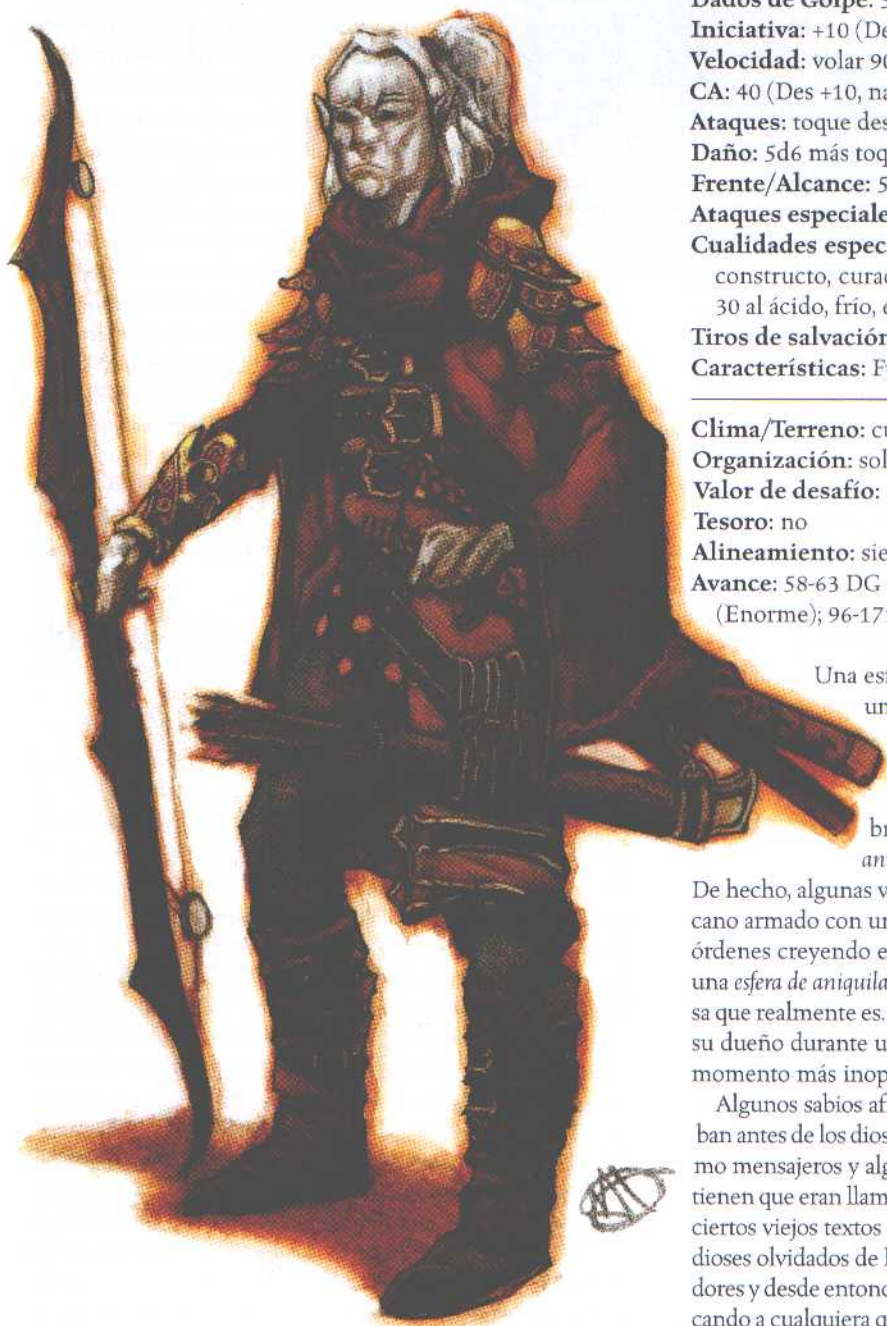 Dados de Golpe:
Iniciativa: +10 (De
Velocidad: volar 90
CA: 40 (Des +10, na
Ataques: toque des
Daño: 5d6 más toq
Frente/Alcance: 5
Ataques especiale
Cualidades espec
constructo, curac
30 al ácido, frío, e
Tiros de salvación
Características: F
Clima/Terreno: cu
Organización: sol
Valor de desafío:
Tesoro: no
Alineamiento: sie
Avance: 58-63 DG
(Enorme); 96-17
Una esf
un
br
an
De hecho, algunas v
cano armado con un
órdenes creyendo e
una esfera de aniquila
sa que realmente es.
su dueño durante u
momento más inop
Algunos sabios af
ban antes de los dios
mo mensajeros y alg
tienen que eran llam
ciertos viejos textos
dioses olvidados de l
dores y desde enton
cando a cualquiera q